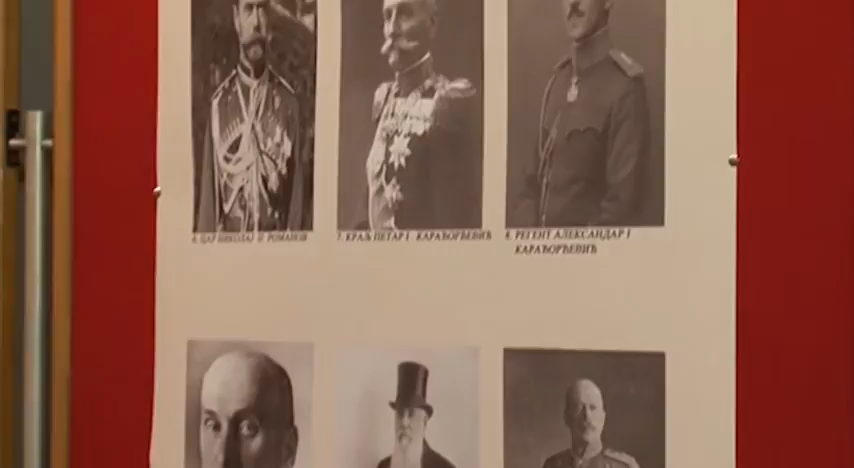 6. ЦАР НИКОЛАЈ II РОМАНОВ
7. КРАЉ ПЕТАР I КАРАЂОРЂЕВИЋ
8. РЕГЕНТ АЛЕКСАНДАР I
КАРАЂОРЂЕВИЋ